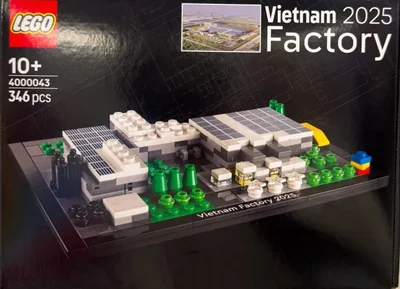 LEGO
Vietnam 2025
Factory
10+
4000043
346 pcs
Vietnam Factory 2025